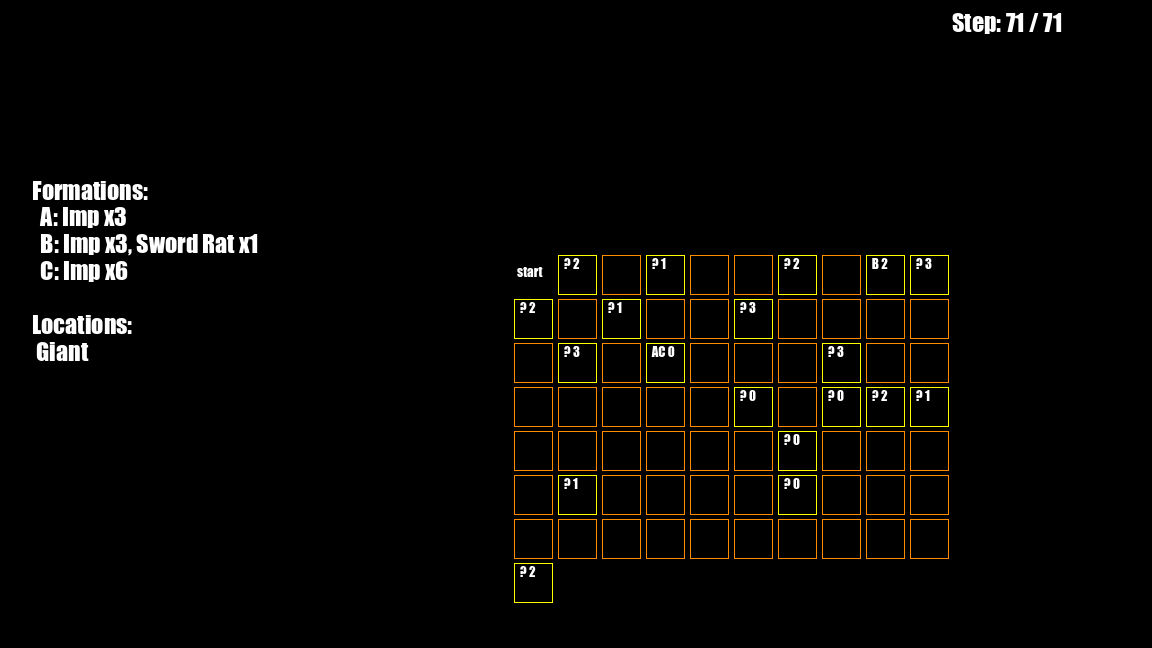 Step: 71 / 71
Formations:
A: Imp x3
B: Imp x3, Sword Rat x1
C: Imp x6
Locations:
Giant
start ? 2 ? 1 ? 2 B 2 ? 3
? 2 ? 1 ? 3
? 3 AC 0 ? 3
? 0 ? 0 ? 2 ? 1
? 0
? 1 ? 0
? 2